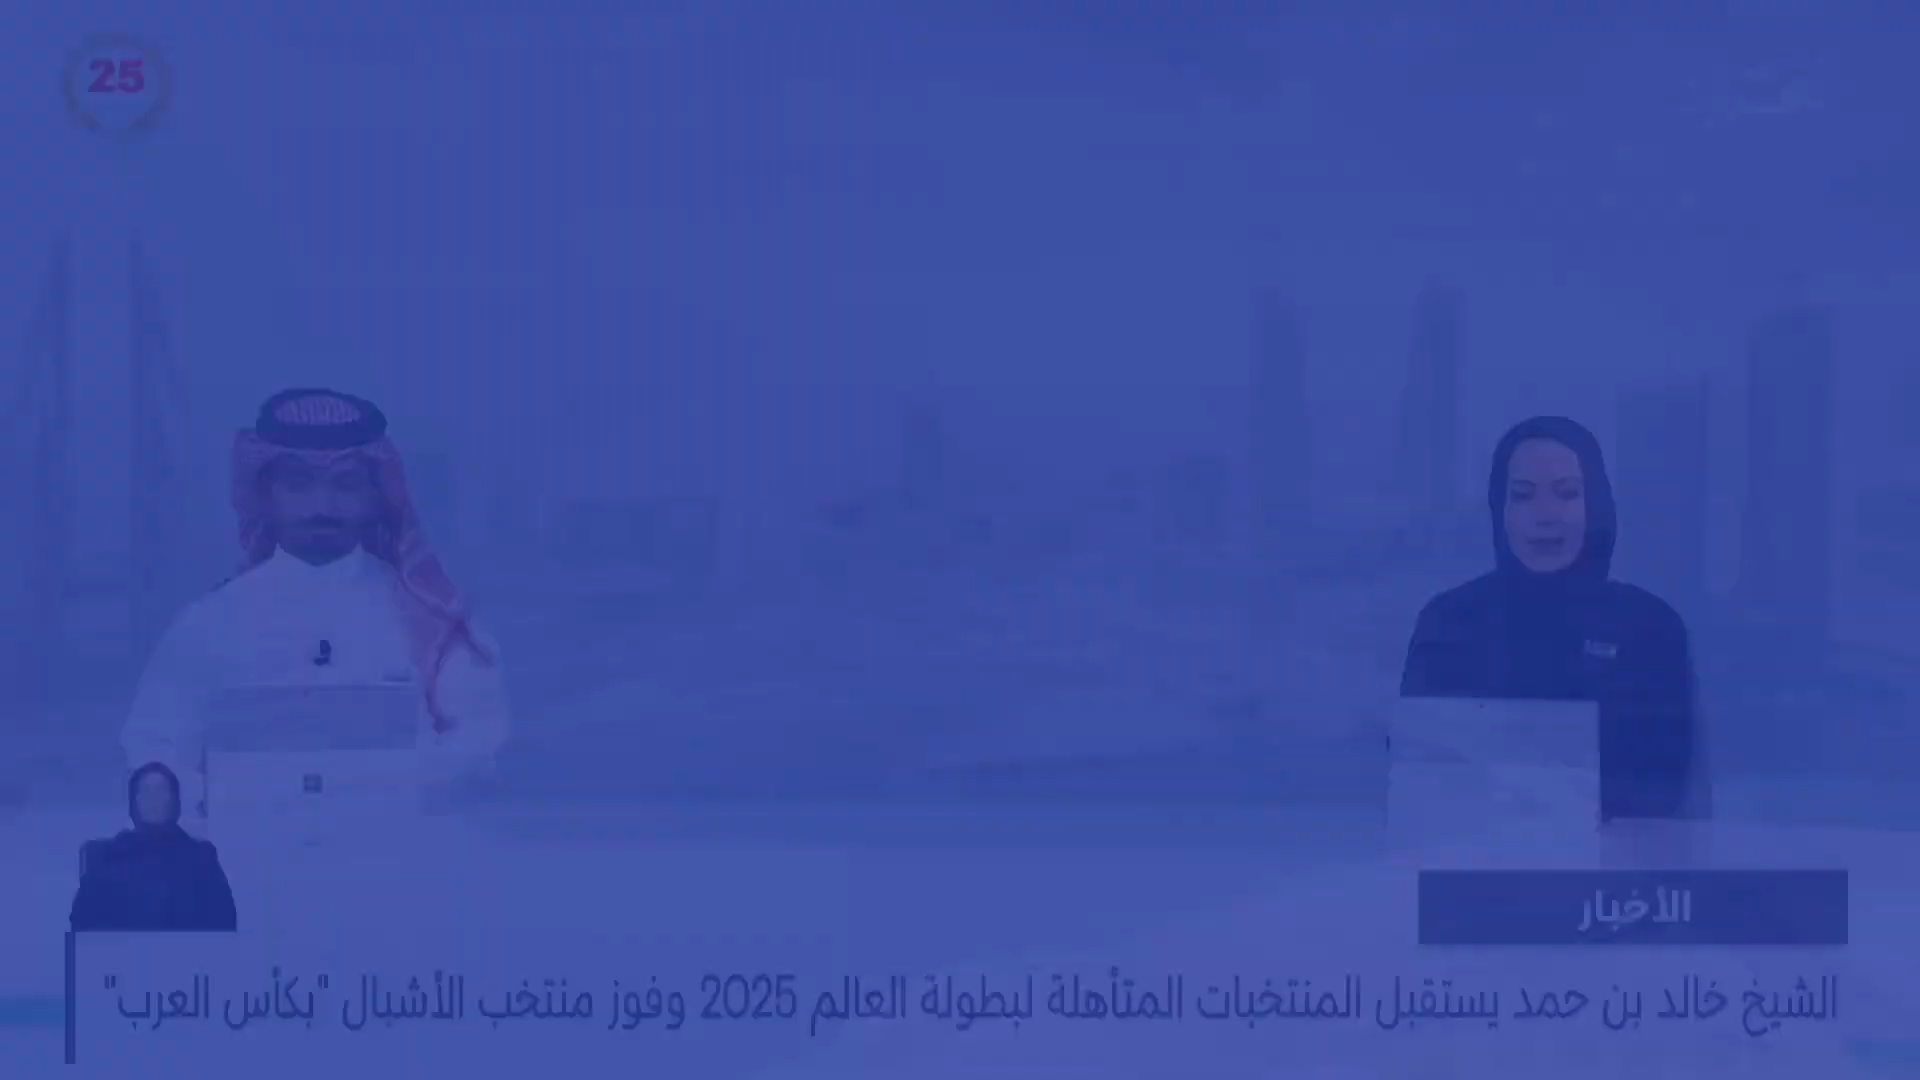 25
الأخبار
الشيخ خالد بن حمد يستقبل المنتخبات المتأهلة لبطولة العالم 2025 وفوز منتخب الأشبال "بكأس العرب"